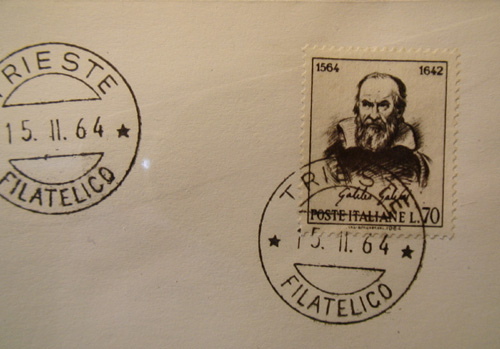 TRIESTE
15. II. 64 ★
FILATELICO
1564 1642
Galileo Galilei
POSTE ITALIANE L.70
TRIESTE
★ 15. II. 64 ★
FILATELICO